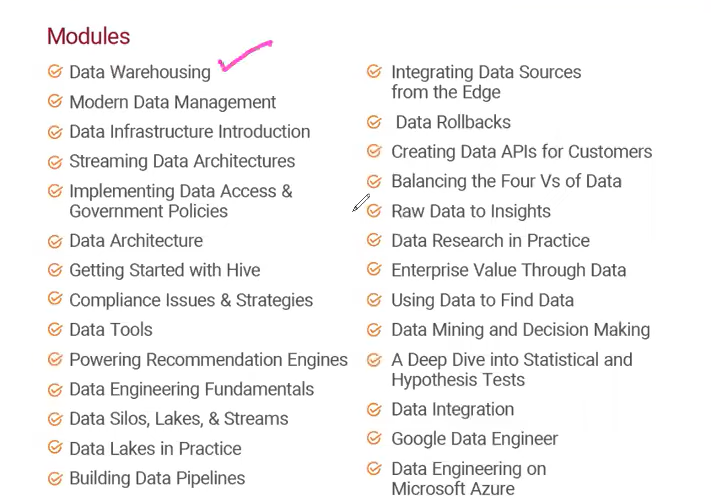 Modules
Data Warehousing
Modern Data Management
Data Infrastructure Introduction
Streaming Data Architectures
Implementing Data Access &
Government Policies
Data Architecture
Getting Started with Hive
Compliance Issues & Strategies
Data Tools
Powering Recommendation Engines
Data Engineering Fundamentals
Data Silos, Lakes, & Streams
Data Lakes in Practice
Building Data Pipelines
Integrating Data Sources
from the Edge
Data Rollbacks
Creating Data APIs for Customers
Balancing the Four Vs of Data
Raw Data to Insights
Data Research in Practice
Enterprise Value Through Data
Using Data to Find Data
Data Mining and Decision Making
A Deep Dive into Statistical and
Hypothesis Tests
Data Integration
Google Data Engineer
Data Engineering on
Microsoft Azure